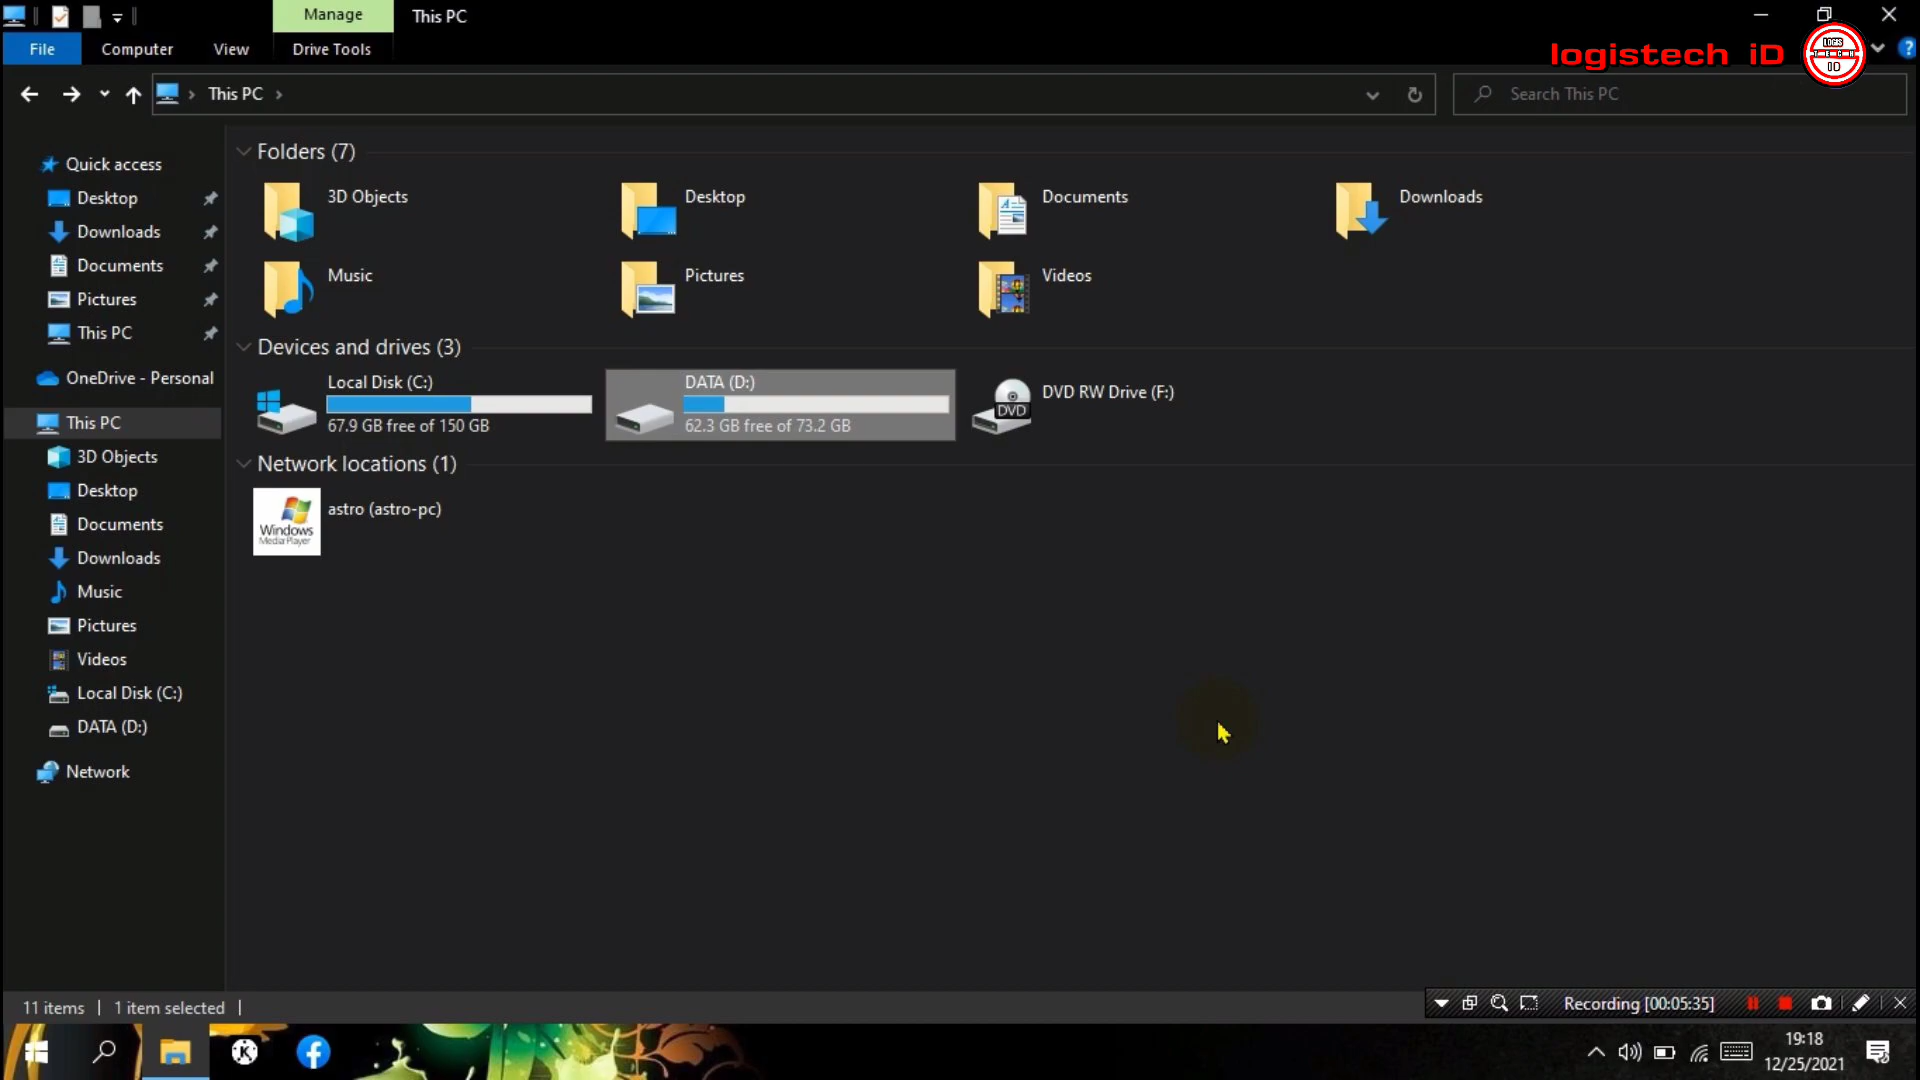 Manage
This PC
File
Computer
View
Drive Tools
logistech iD
LOGIS
TECH
iD
?
This PC
Search This PC
Quick access
Desktop
Downloads
Documents
Pictures
This PC
OneDrive - Personal
This PC
3D Objects
Desktop
Documents
Downloads
Music
Pictures
Videos
Local Disk (C:)
DATA (D:)
Network
Folders (7)
3D Objects
Desktop
Documents
Downloads
Music
Pictures
Videos
Devices and drives (3)
Local Disk (C:)
67.9 GB free of 150 GB
DATA (D:)
62.3 GB free of 73.2 GB
DVD
DVD RW Drive (F:)
Network locations (1)
Windows
Media Player
astro (astro-pc)
11 items
1 item selected
Recording [00:05:35]
K
f
19:18
12/25/2021